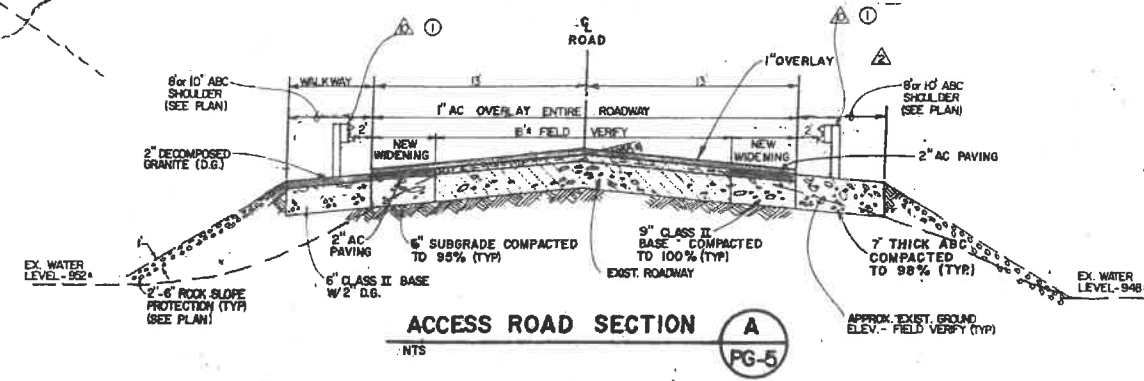 10 1
10 1
℄
ROAD
2
1" OVERLAY
8' or 10' ABC
SHOULDER
(SEE PLAN)
WALKWAY
13'
13'
8' or 10' ABC
SHOULDER
(SEE PLAN)
1" AC OVERLAY ENTIRE ROADWAY
2'
18'± FIELD VERIFY
2'
NEW
WIDENING
NEW
WIDENING
2" DECOMPOSED
GRANITE (D.G.)
2" AC PAVING
2" AC
PAVING
6" SUBGRADE COMPACTED
TO 95% (TYP)
9" CLASS II
BASE - COMPACTED
TO 100% (TYP)
7" THICK ABC
COMPACTED
TO 98% (TYP.)
EXIST. ROADWAY
6" CLASS II BASE
W/2" D.G.
1'
EX. WATER
LEVEL-952±
2"-6" ROCK SLOPE
PROTECTION (TYP)
(SEE PLAN)
EX. WATER
LEVEL-948
APPROX. EXIST. GROUND
ELEV. - FIELD VERIFY (TYP)
ACCESS ROAD SECTION
NTS
A
PG-5